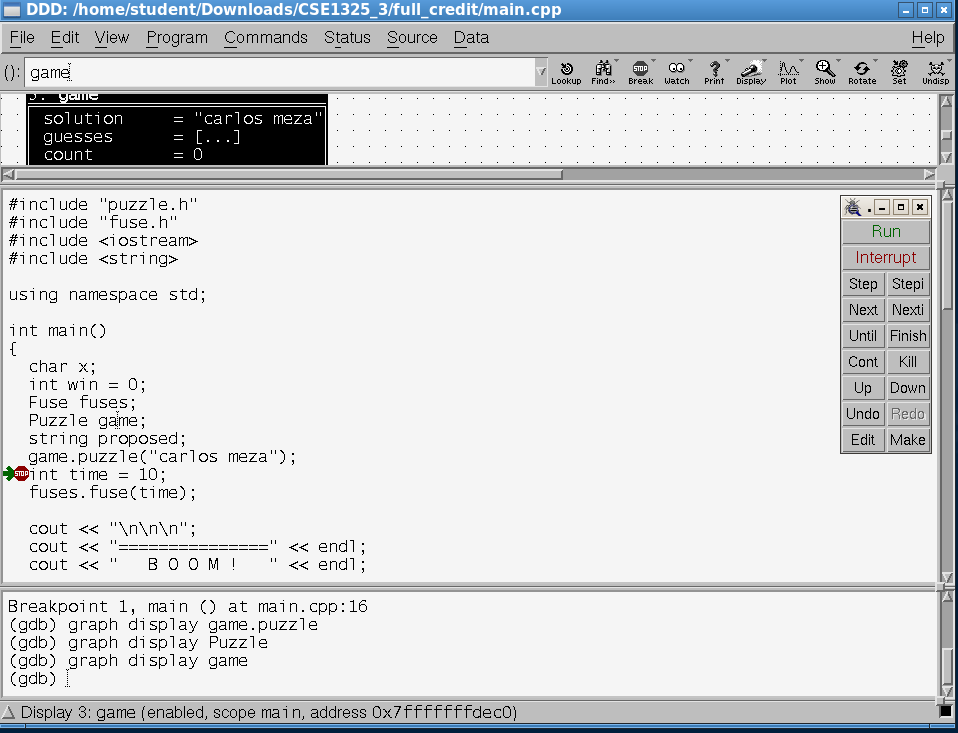 DDD: /home/student/Downloads/CSE1325_3/full_credit/main.cpp
File Edit View Program Commands Status Source Data Help
(): game
Lookup Find>> Break Watch Print Display Plot Show Rotate Set Undisp
3: game
solution = "carlos meza"
guesses = [...]
count = 0
#include "puzzle.h"
#include "fuse.h"
#include <iostream>
#include <string>
using namespace std;
int main()
{
char x;
int win = 0;
Fuse fuses;
Puzzle game;
string proposed;
game.puzzle("carlos meza");
STOP int time = 10;
fuses.fuse(time);
cout << "\n\n\n";
cout << "===============" << endl;
cout << "   B O O M !   " << endl;
Run
Interrupt
Step Stepi
Next Nexti
Until Finish
Cont Kill
Up Down
Undo Redo
Edit Make
Breakpoint 1, main () at main.cpp:16
(gdb) graph display game.puzzle
(gdb) graph display Puzzle
(gdb) graph display game
(gdb)
Display 3: game (enabled, scope main, address 0x7fffffffdec0)